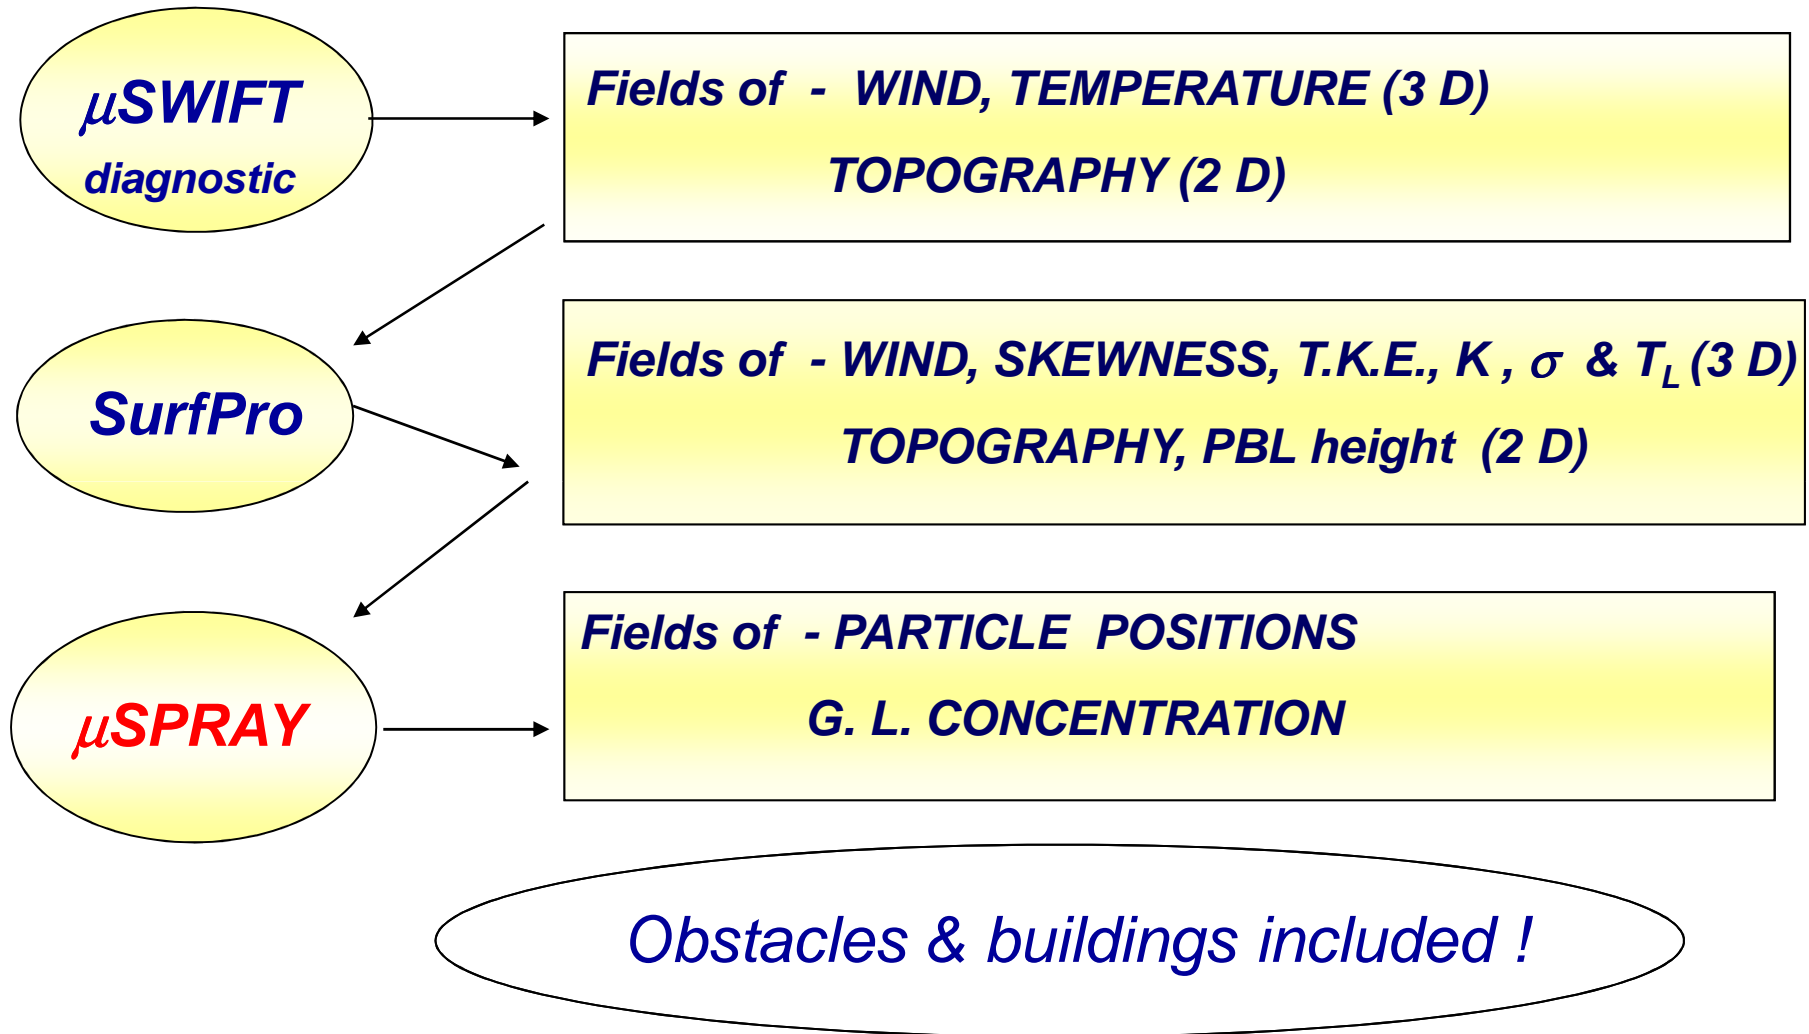 μSWIFT
diagnostic
Fields of - WIND, TEMPERATURE (3 D)
TOPOGRAPHY (2 D)
SurfPro
Fields of - WIND, SKEWNESS, T.K.E., K , σ & T_L (3 D)
TOPOGRAPHY, PBL height (2 D)
μSPRAY
Fields of - PARTICLE POSITIONS
G. L. CONCENTRATION
Obstacles & buildings included !